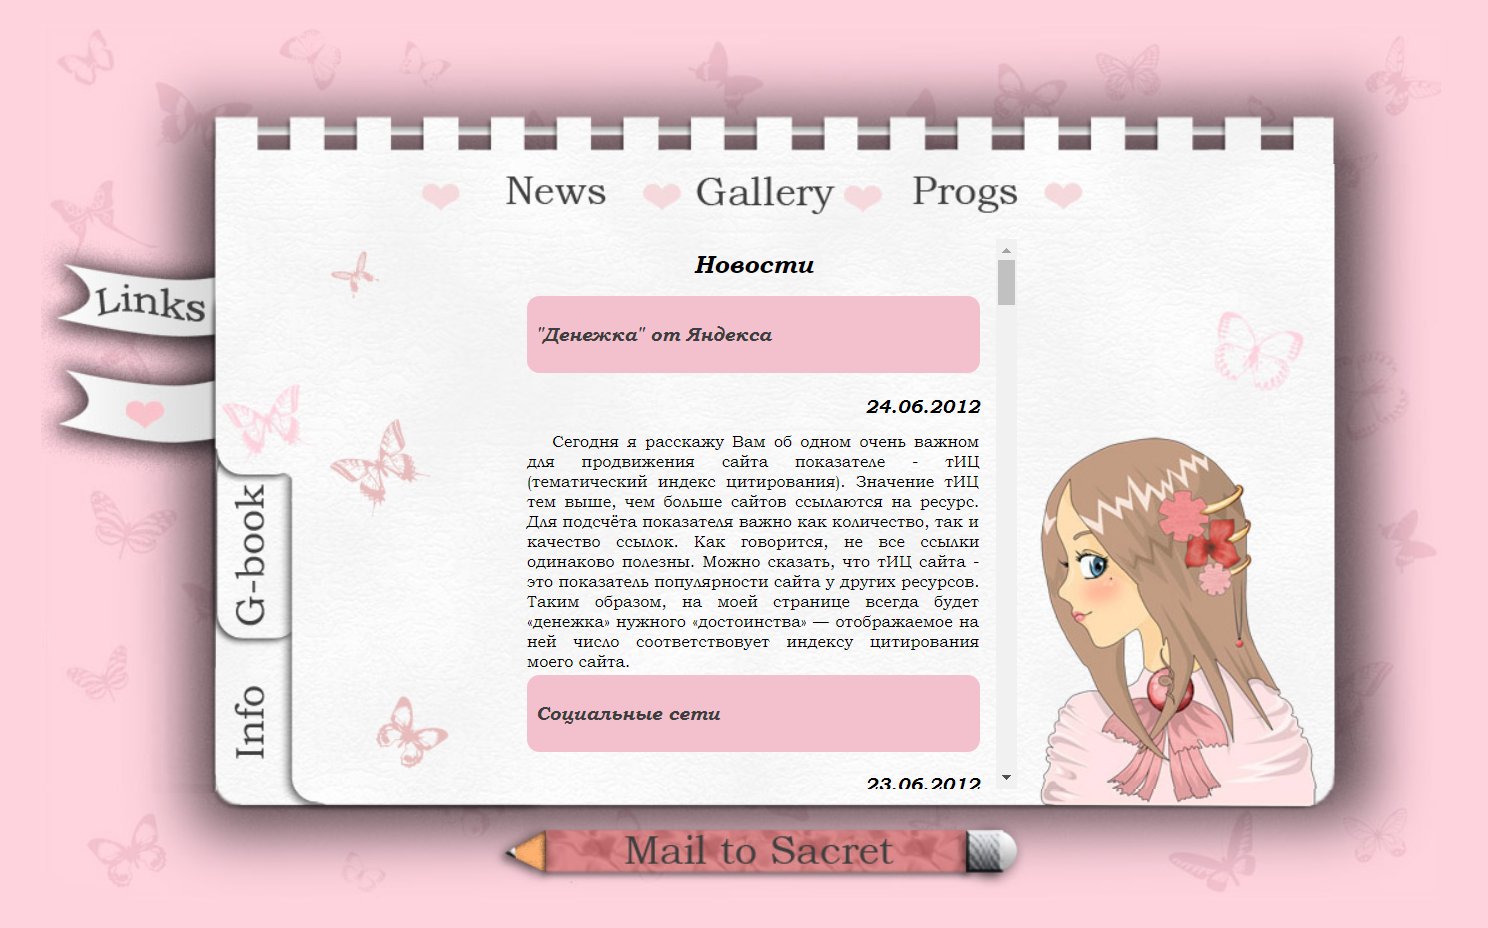 News Gallery Progs
Links
Новости
"Денежка" от Яндекса
24.06.2012
Сегодня я расскажу Вам об одном очень важном
для продвижения сайта показателе - тИЦ
(тематический индекс цитирования). Значение тИЦ
тем выше, чем больше сайтов ссылаются на ресурс.
Для подсчёта показателя важно как количество, так и
качество ссылок. Как говорится, не все ссылки
одинаково полезны. Можно сказать, что тИЦ сайта -
это показатель популярности сайта у других ресурсов.
Таким образом, на моей странице всегда будет
«денежка» нужного «достоинства» — отображаемое на
ней число соответствовует индексу цитирования
моего сайта.
Социальные сети
23.06.2012
G-book
Info
Mail to Sacret